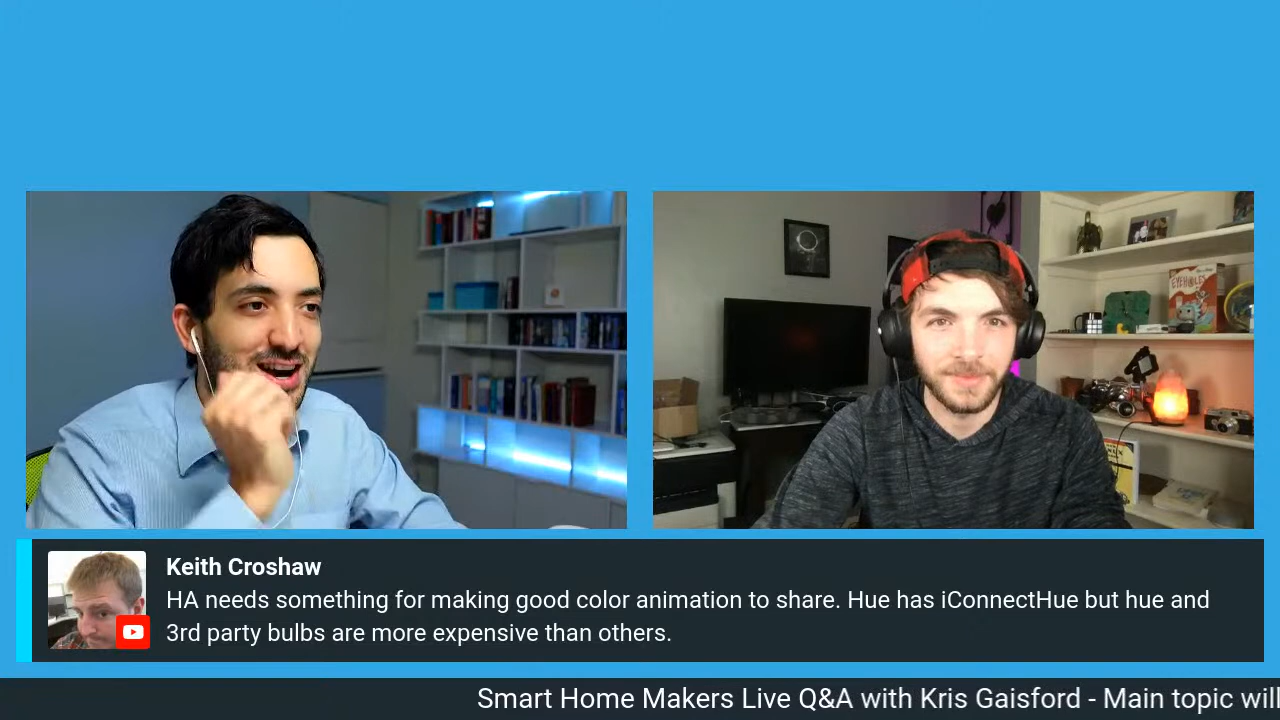 EYEHOLES
Keith Croshaw
HA needs something for making good color animation to share. Hue has iConnectHue but hue and
3rd party bulbs are more expensive than others.
Smart Home Makers Live Q&A with Kris Gaisford - Main topic will